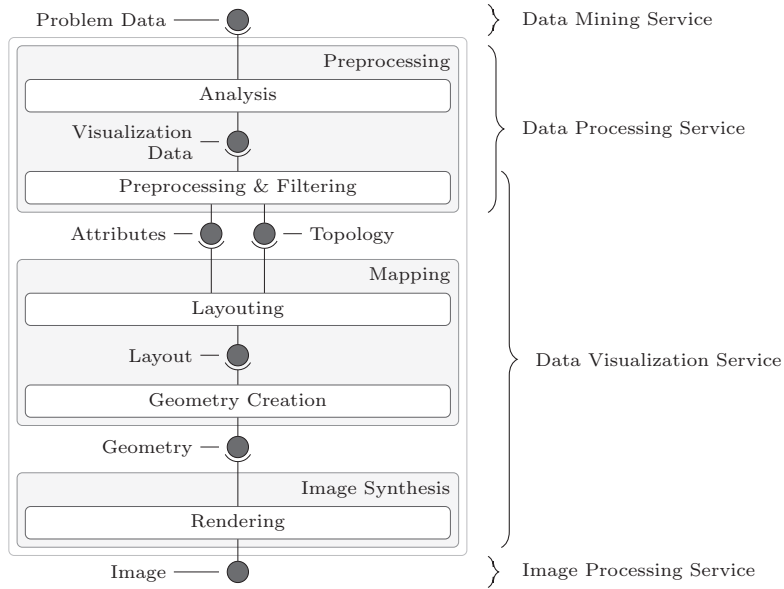 Problem Data
Data Mining Service
Preprocessing
Analysis
Visualization
Data
Data Processing Service
Preprocessing & Filtering
Attributes
Topology
Mapping
Layouting
Layout
Data Visualization Service
Geometry Creation
Geometry
Image Synthesis
Rendering
Image
Image Processing Service